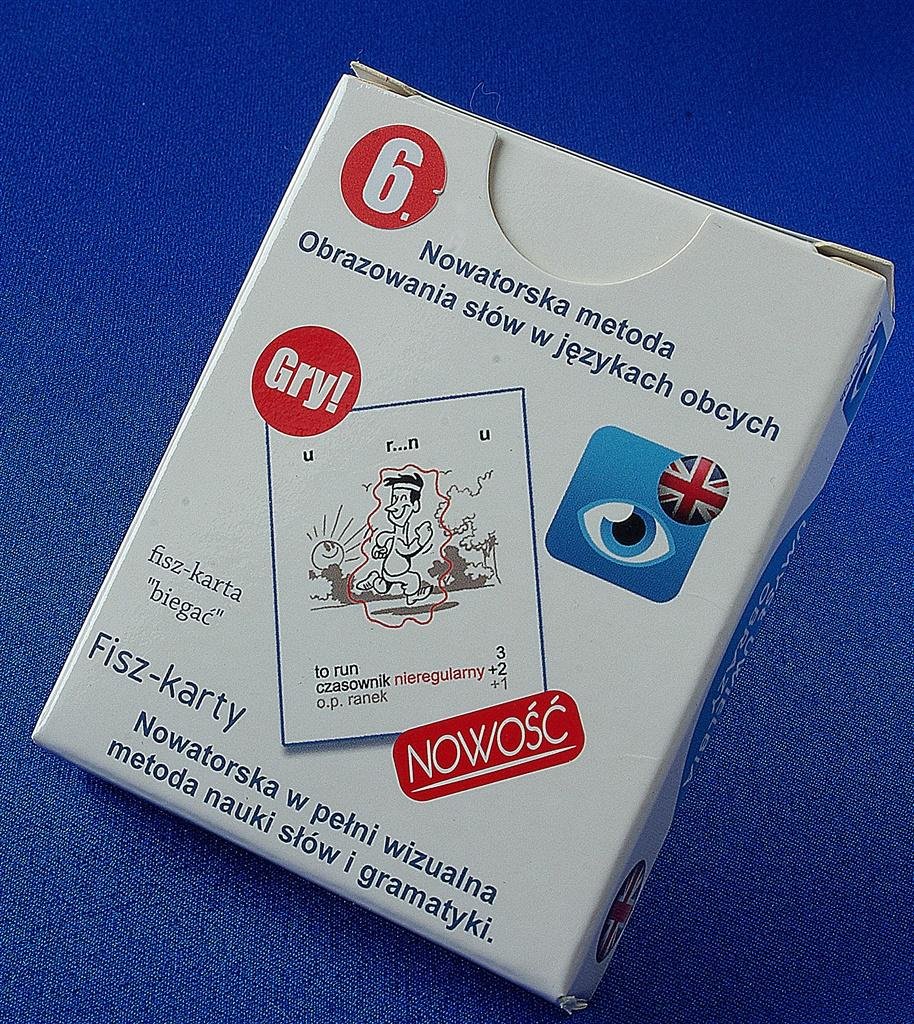 6.
Nowatorska metoda
Obrazowania słów w językach obcych
Gry!
u r...n u
fisz-karta
"biegać"
to run 3
czasownik nieregularny +2
o.p. ranek +1
Fisz-karty
NOWOŚĆ
Nowatorska w pełni wizualna
metoda nauki słów i gramatyki.